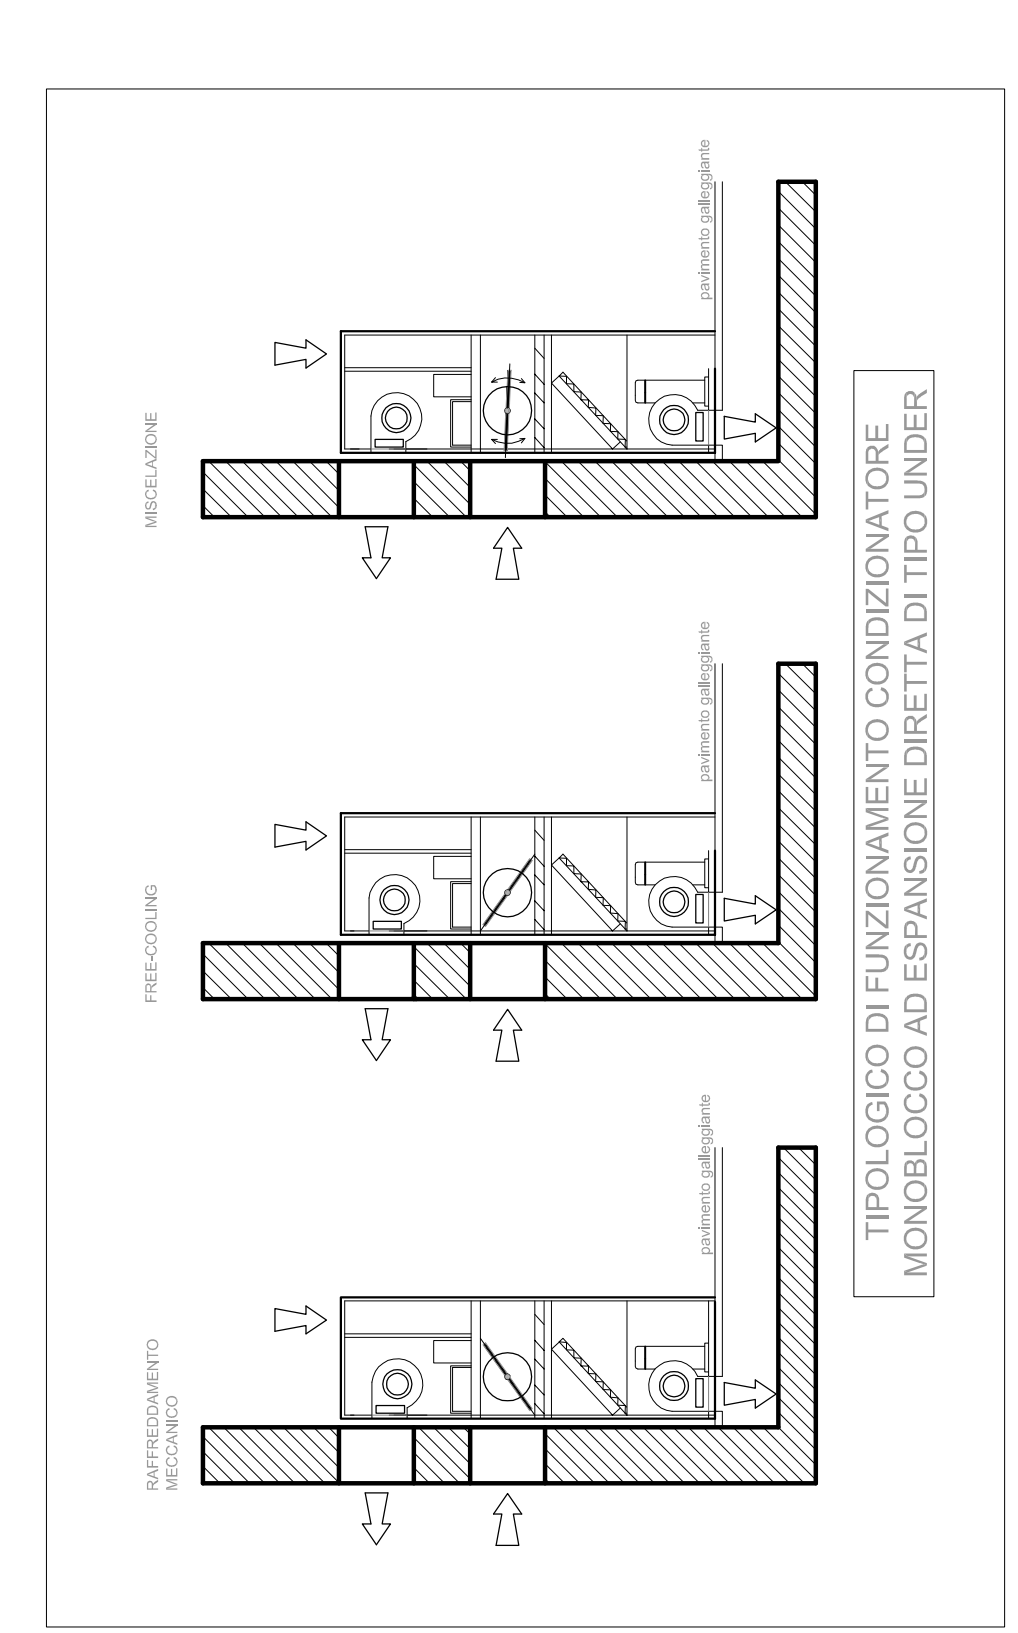 RAFFREDDAMENTO
MECCANICO
FREE-COOLING
MISCELAZIONE
pavimento galleggiante
pavimento galleggiante
pavimento galleggiante
TIPOLOGICO DI FUNZIONAMENTO CONDIZIONATORE
MONOBLOCCO AD ESPANSIONE DIRETTA DI TIPO UNDER